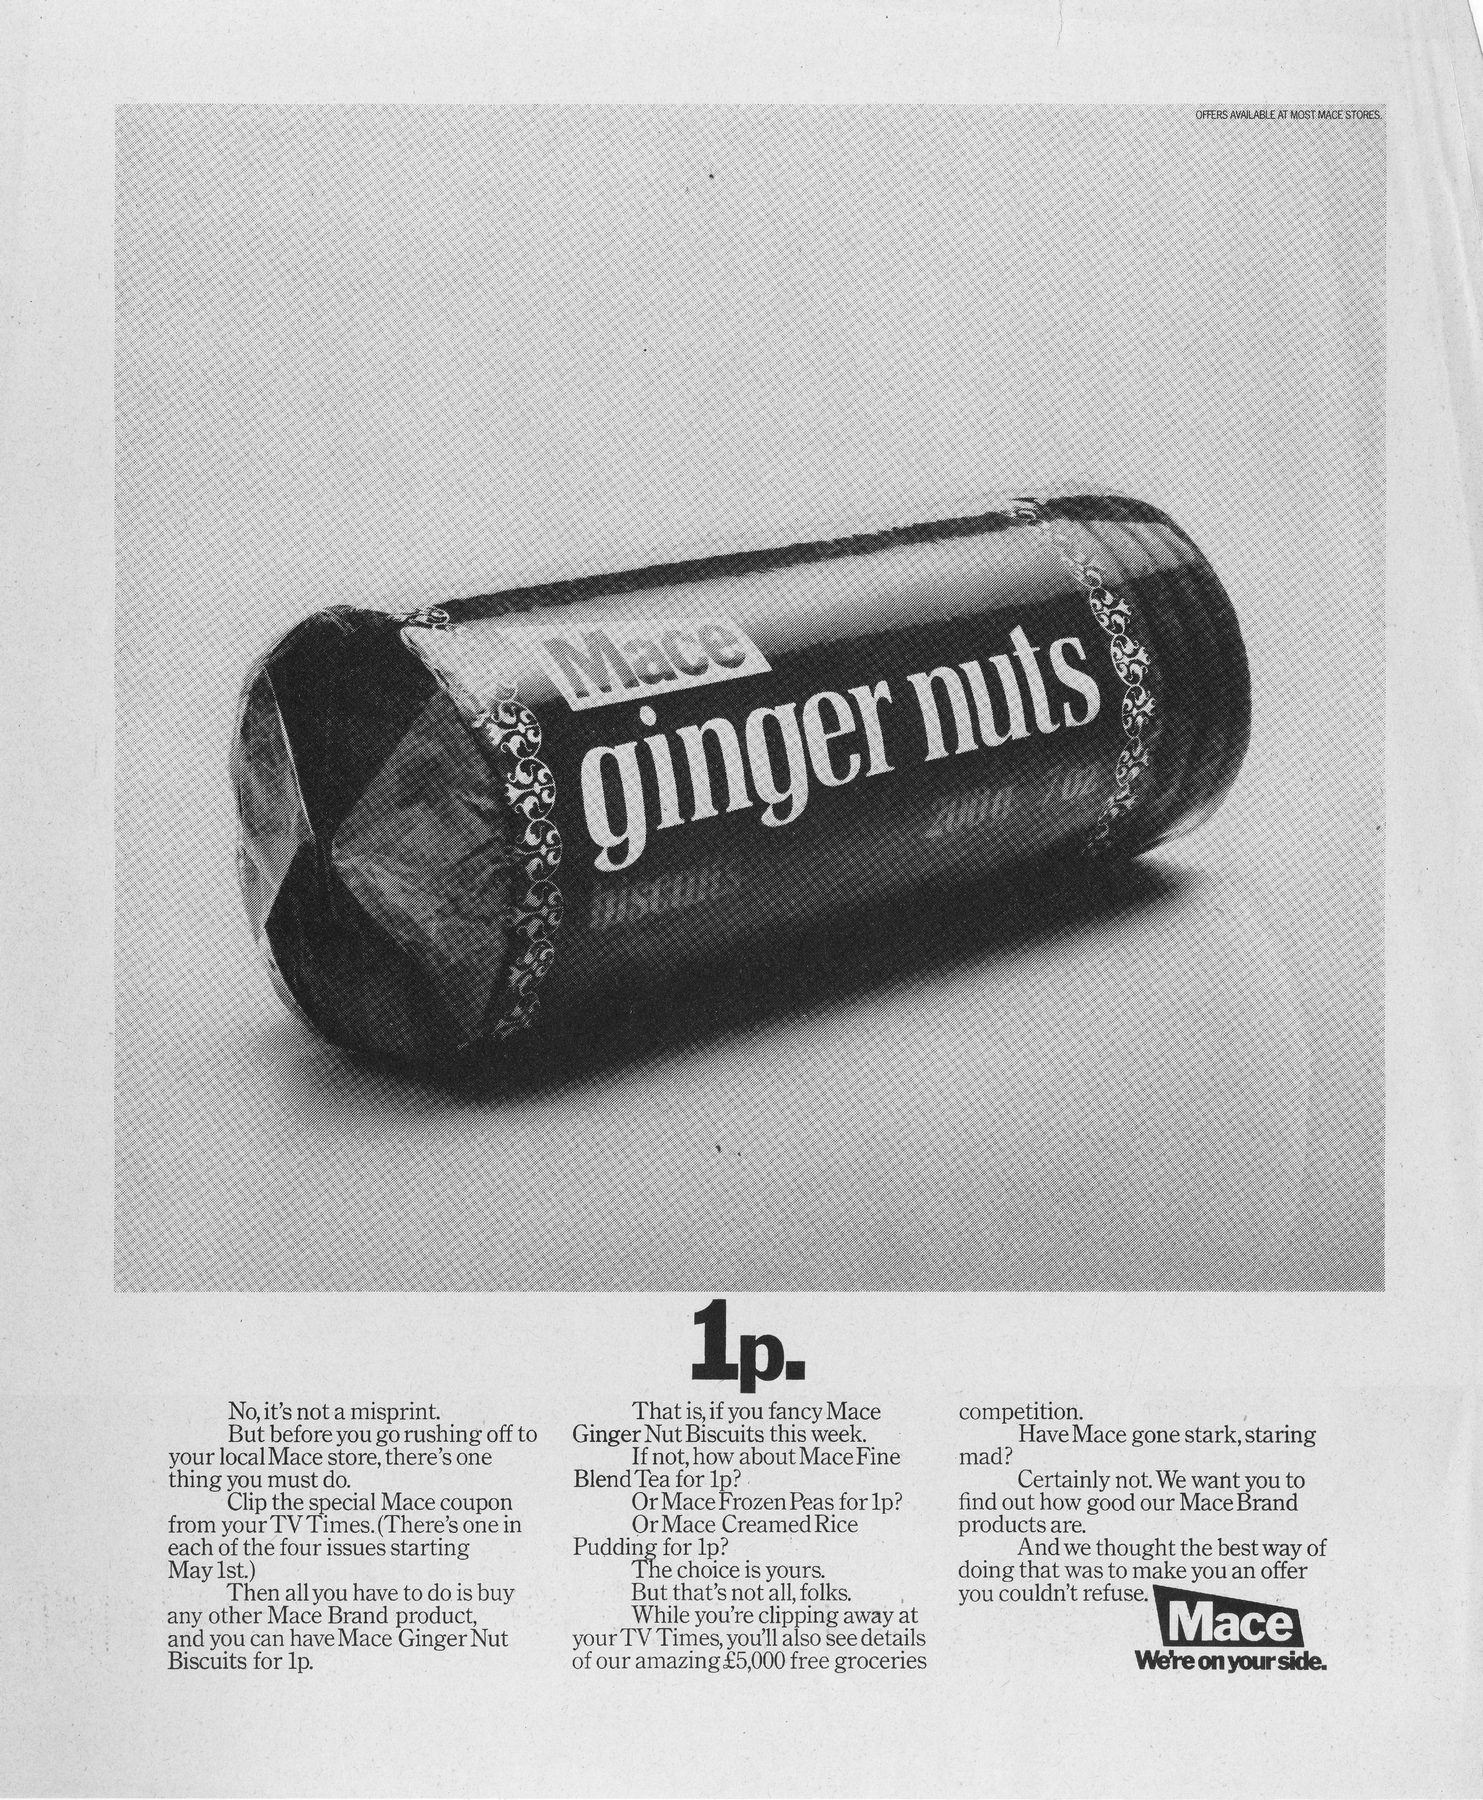 OFFERS AVAILABLE AT MOST MACE STORES.
Mace
ginger nuts
200g 7oz
biscuits
1p.
No, it's not a misprint.
But before you go rushing off to
your local Mace store, there's one
thing you must do.
Clip the special Mace coupon
from your TV Times. (There's one in
each of the four issues starting
May 1st.)
Then all you have to do is buy
any other Mace Brand product,
and you can have Mace Ginger Nut
Biscuits for 1p.
That is, if you fancy Mace
Ginger Nut Biscuits this week.
If not, how about Mace Fine
Blend Tea for 1p?
Or Mace Frozen Peas for 1p?
Or Mace Creamed Rice
Pudding for 1p?
The choice is yours.
But that's not all, folks.
While you're clipping away at
your TV Times, you'll also see details
of our amazing £5,000 free groceries
competition.
Have Mace gone stark, staring
mad?
Certainly not. We want you to
find out how good our Mace Brand
products are.
And we thought the best way of
doing that was to make you an offer
you couldn't refuse.
Mace
We're on your side.